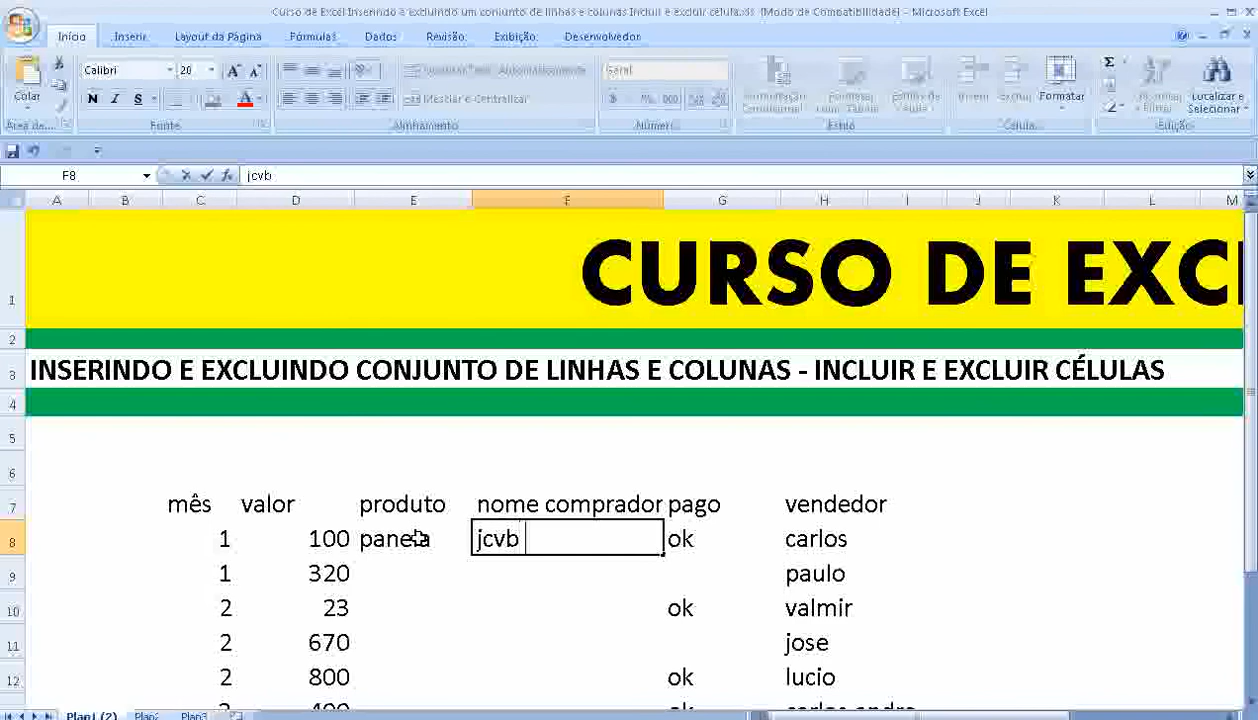 Curso de Excel Inserindo e excluindo um conjunto de linhas e colunas Incluir e excluir células.xls [Modo de Compatibilidade] - Microsoft Excel
Início Inserir Layout da Página Fórmulas Dados Revisão Exibição Desenvolvedor
Calibri 20 Geral
Colar N I S Mesclar e Centralizar Formatar Localizar e Selecionar
Fonte Alinhamento Número Estilo Edição
F8 jcvb
A B C D E F G H I J K L M
1 CURSO DE EXCE
2
3 INSERINDO E EXCLUINDO CONJUNTO DE LINHAS E COLUNAS - INCLUIR E EXCLUIR CÉLULAS
4
5
6
7 mês valor produto nome comprador pago vendedor
8 1 100 panela jcvb ok carlos
9 1 320 paulo
10 2 23 ok valmir
11 2 670 jose
12 2 800 ok lucio
Plan1 (2) Plan2 Plan3